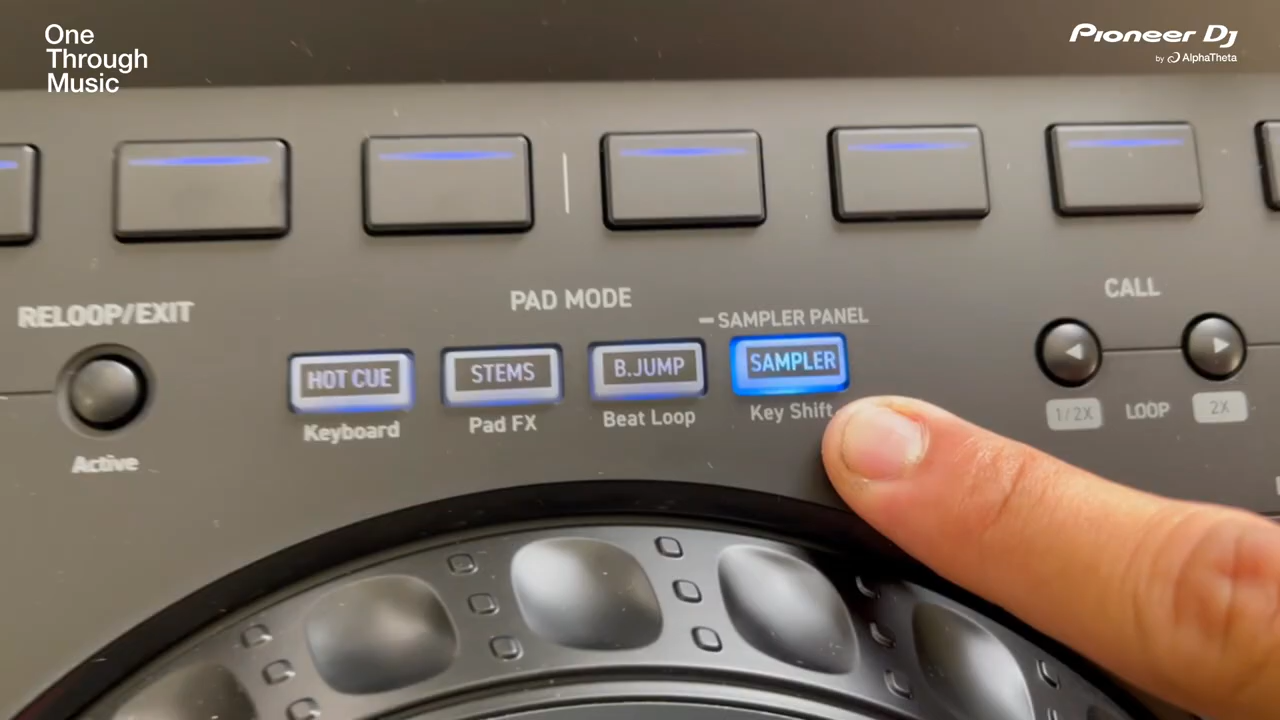 One
Through
Music
Pioneer Dj
by AlphaTheta
RELOOP/EXIT
PAD MODE
CALL
SAMPLER PANEL
HOT CUE
STEMS
B.JUMP
SAMPLER
Keyboard
Pad FX
Beat Loop
Key Shift
1/2X
LOOP
2X
Active